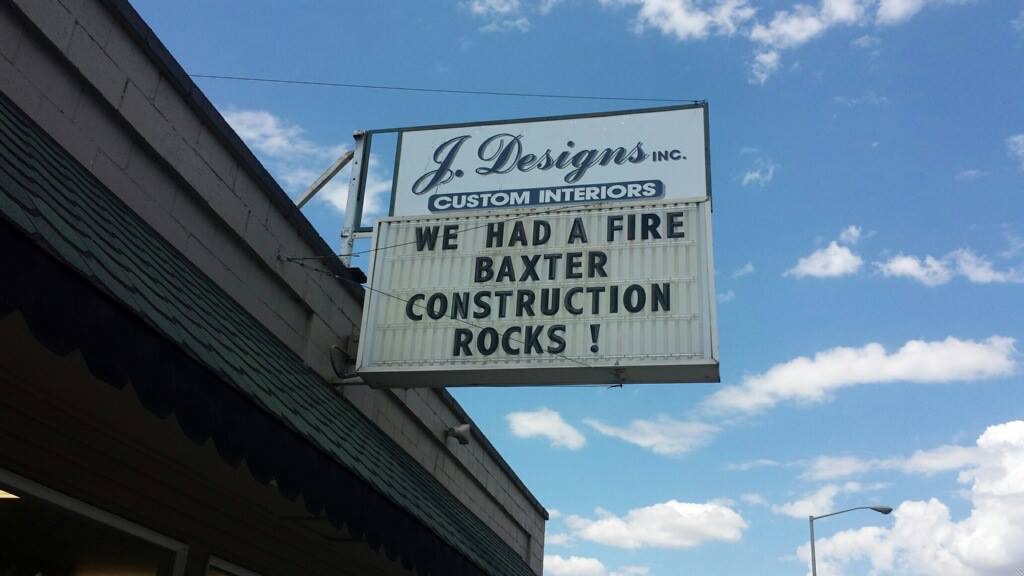 J. Designs INC.
CUSTOM INTERIORS
WE HAD A FIRE
BAXTER
CONSTRUCTION
ROCKS !